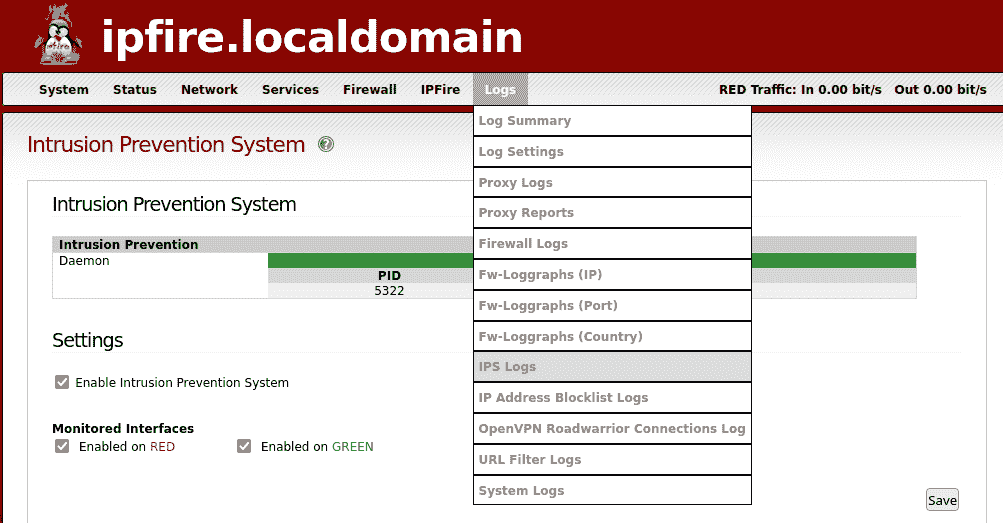 ipfire.localdomain
System Status Network Services Firewall IPFire Logs RED Traffic: In 0.00 bit/s Out 0.00 bit/s
Log Summary
Log Settings
Proxy Logs
Proxy Reports
Firewall Logs
Fw-Loggraphs (IP)
Fw-Loggraphs (Port)
Fw-Loggraphs (Country)
IPS Logs
IP Address Blocklist Logs
OpenVPN Roadwarrior Connections Log
URL Filter Logs
System Logs
Intrusion Prevention System ?
Intrusion Prevention System
Intrusion Prevention
Daemon
PID
5322
Settings
Enable Intrusion Prevention System
Monitored Interfaces
Enabled on RED Enabled on GREEN
Save